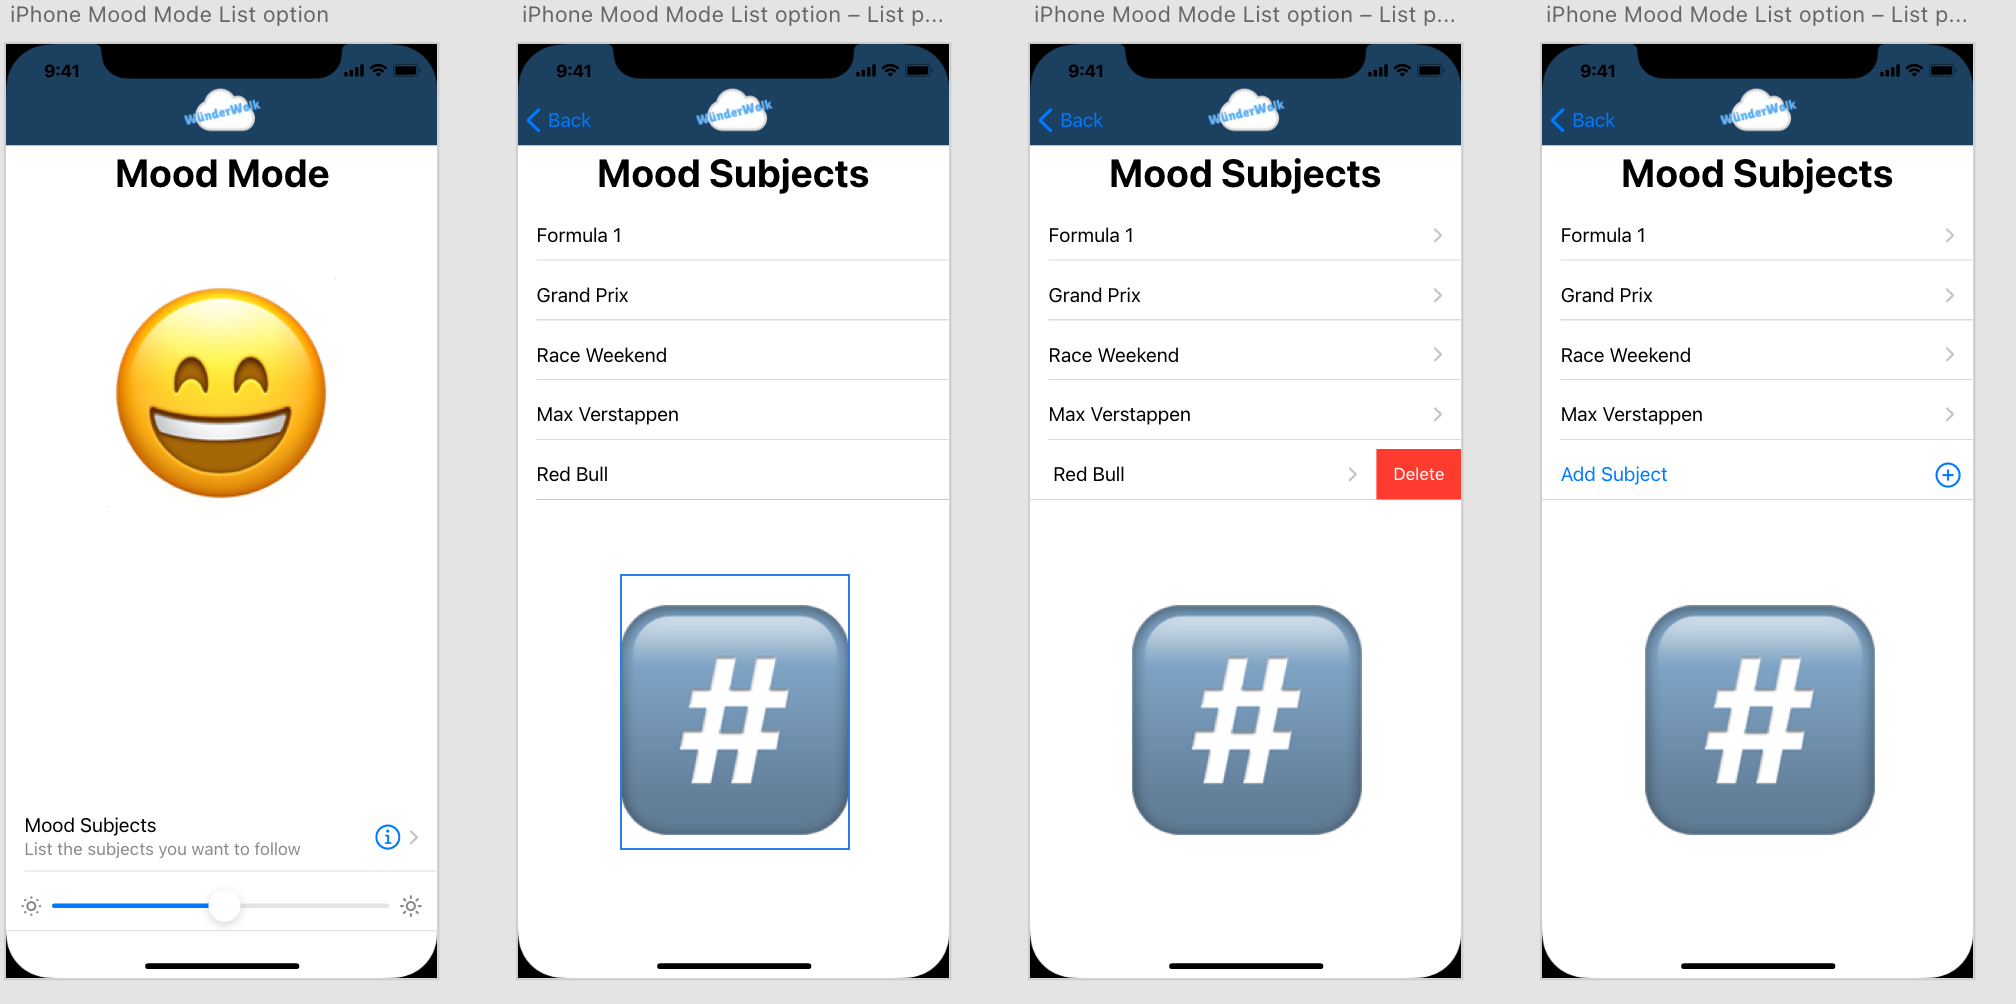 iPhone Mood Mode List option
9:41
WünderWolk
Mood Mode
Mood Subjects
List the subjects you want to follow
iPhone Mood Mode List option – List p...
9:41
Back
WünderWolk
Mood Subjects
Formula 1
Grand Prix
Race Weekend
Max Verstappen
Red Bull
#
iPhone Mood Mode List option – List p...
9:41
Back
WünderWolk
Mood Subjects
Formula 1
Grand Prix
Race Weekend
Max Verstappen
Red Bull
Delete
#
iPhone Mood Mode List option – List p...
9:41
Back
WünderWolk
Mood Subjects
Formula 1
Grand Prix
Race Weekend
Max Verstappen
Add Subject
#